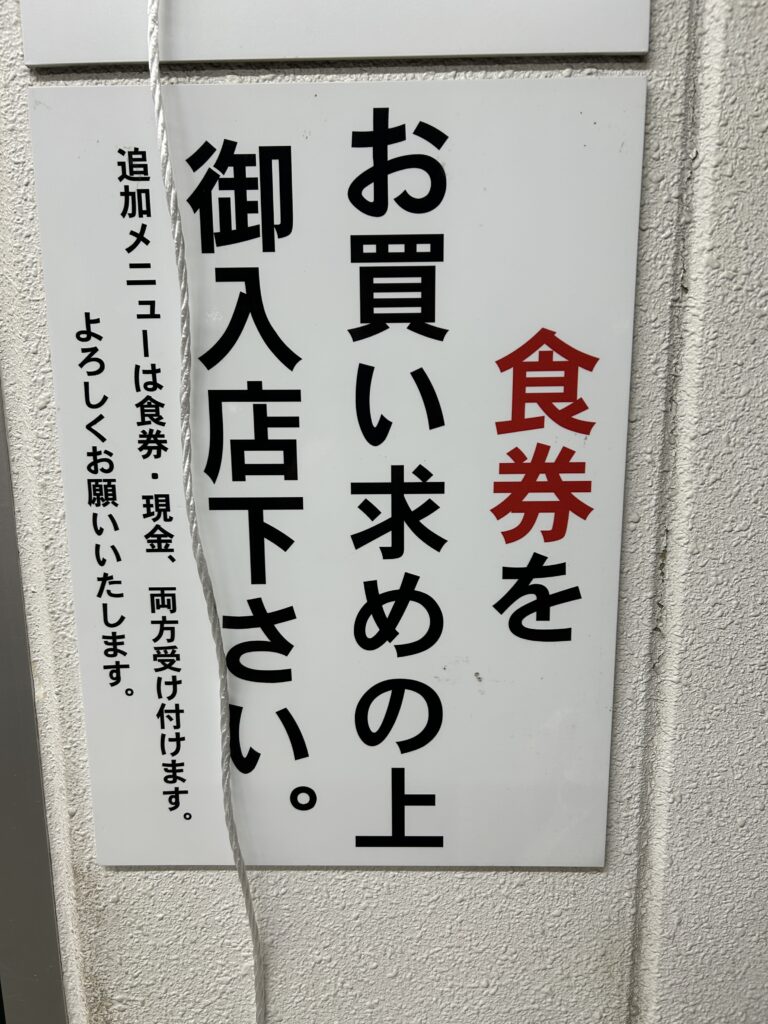 食券を
お買い求めの上
御入店下さい。
追加メニューは食券・現金、両方受け付けます。
よろしくお願いいたします。